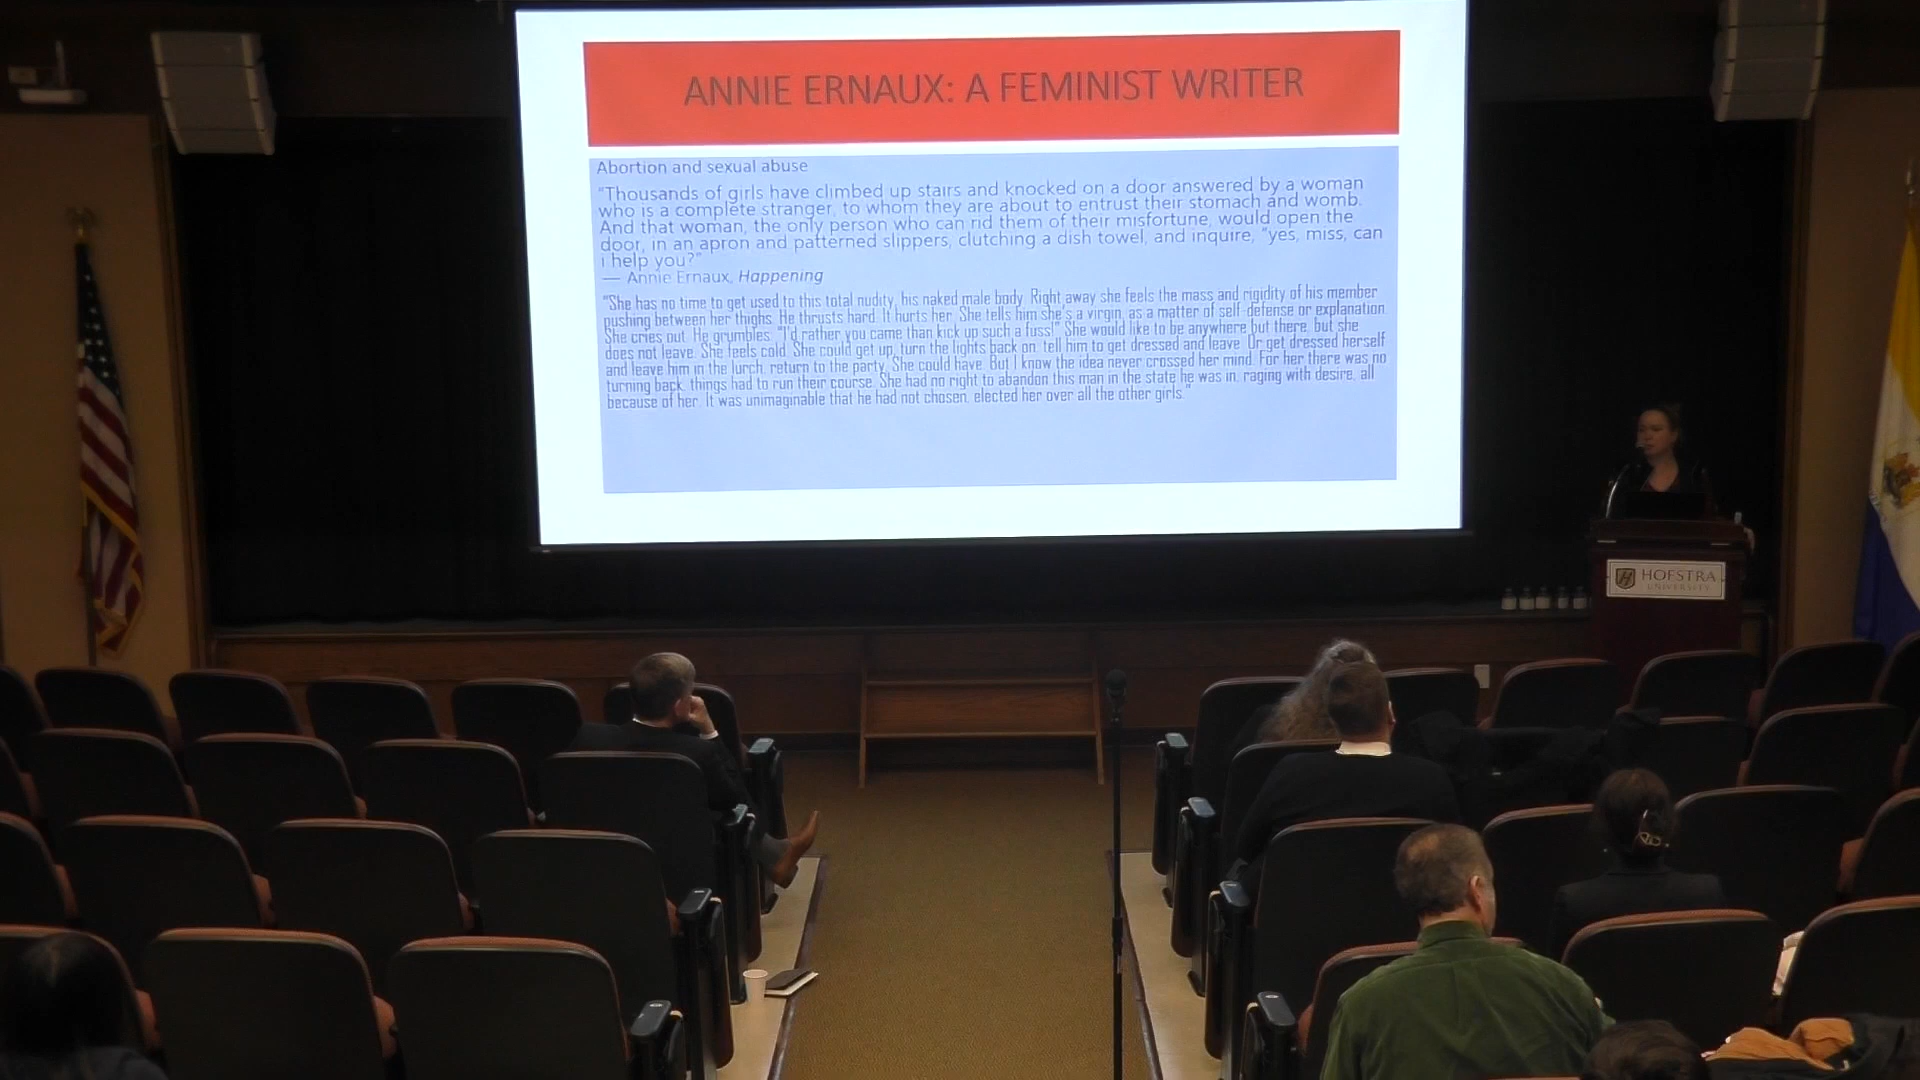 ANNIE ERNAUX: A FEMINIST WRITER
Abortion and sexual abuse
"Thousands of girls have climbed up stairs and knocked on a door answered by a woman
who is a complete stranger, to whom they are about to entrust their stomach and womb.
And that woman, the only person who can rid them of their misfortune, would open the
door, in an apron and patterned slippers, clutching a dish towel, and inquire, "yes, miss, can
i help you?"
— Annie Ernaux, Happening
"She has no time to get used to this total nudity, his naked male body. Right away she feels the mass and rigidity of his member
pushing between her thighs. He thrusts hard. It hurts her. She tells him she's a virgin, as a matter of self-defense or explanation.
She cries out. He grumbles: "I'd rather you came than kick up such a fuss!" She would like to be anywhere but there, but she
does not leave. She feels cold. She could get up, turn the lights back on, tell him to get dressed and leave. Or get dressed herself
and leave him in the lurch, return to the party. She could have. But I know the idea never crossed her mind. For her there was no
turning back, things had to run their course. She had no right to abandon this man in the state he was in, raging with desire, all
because of her. It was unimaginable that he had not chosen, elected her over all the other girls."
HOFSTRA
UNIVERSITY